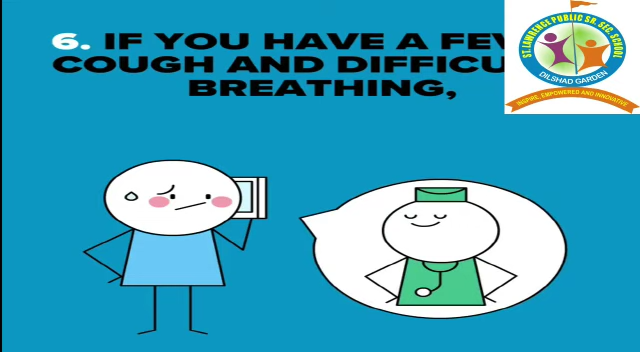 6. IF YOU HAVE A FEV
COUGH AND DIFFICU
BREATHING,
ST. LAWRENCE PUBLIC SR. SEC. SCHOOL
DILSHAD GARDEN
INSPIRE, EMPOWERED AND INNOVATIVE